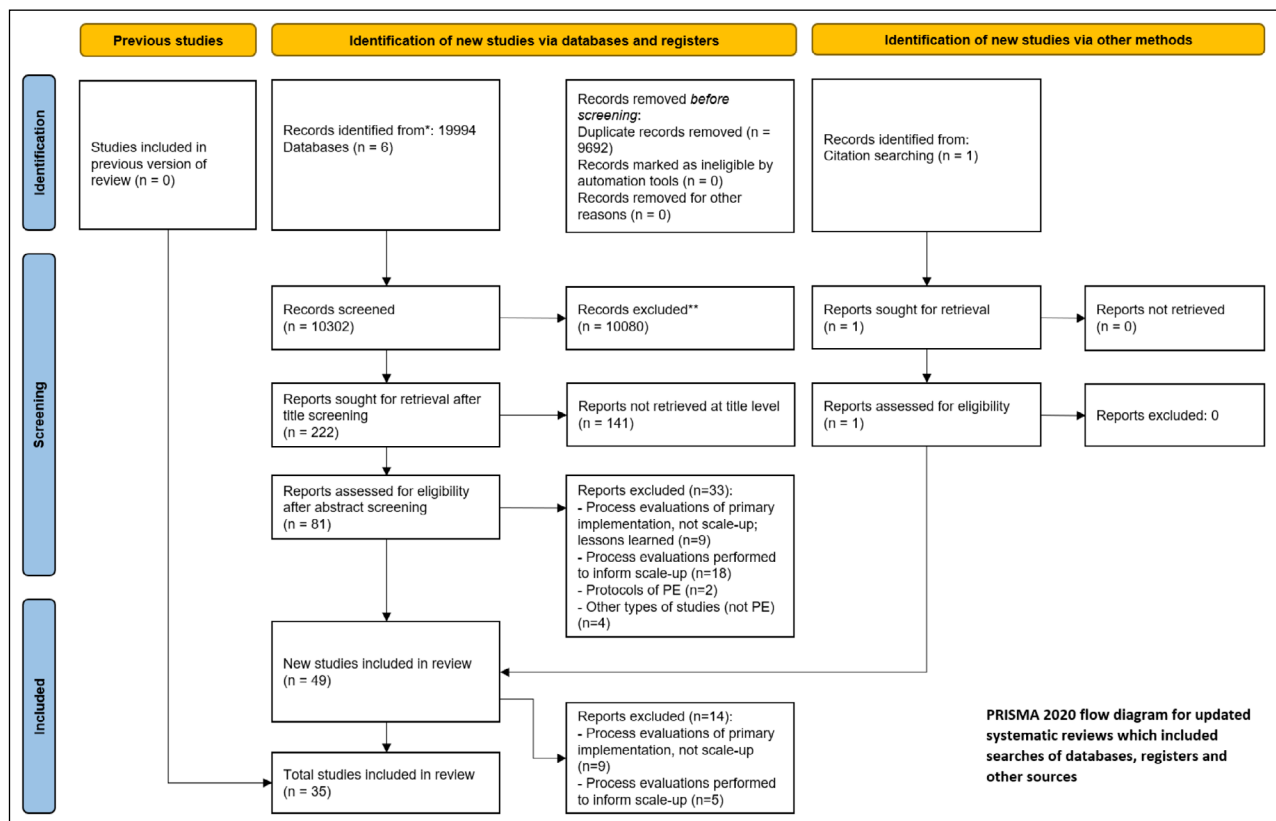 Previous studies
Identification of new studies via databases and registers
Identification of new studies via other methods
Identification
Studies included in
previous version of
review (n = 0)
Records identified from*: 19994
Databases (n = 6)
Records removed before
screening:
Duplicate records removed (n =
9692)
Records marked as ineligible by
automation tools (n = 0)
Records removed for other
reasons (n = 0)
Records identified from:
Citation searching (n = 1)
Screening
Records screened
(n = 10302)
Records excluded**
(n = 10080)
Reports sought for retrieval
(n = 1)
Reports not retrieved
(n = 0)
Reports sought for retrieval after
title screening
(n = 222)
Reports not retrieved at title level
(n = 141)
Reports assessed for eligibility
(n = 1)
Reports excluded: 0
Reports assessed for eligibility
after abstract screening
(n = 81)
Reports excluded (n=33):
- Process evaluations of primary
implementation, not scale-up;
lessons learned (n=9)
- Process evaluations performed
to inform scale-up (n=18)
- Protocols of PE (n=2)
- Other types of studies (not PE)
(n=4)
Included
New studies included in review
(n = 49)
Reports excluded (n=14):
- Process evaluations of primary
implementation, not scale-up
(n=9)
- Process evaluations performed
to inform scale-up (n=5)
Total studies included in review
(n = 35)
PRISMA 2020 flow diagram for updated
systematic reviews which included
searches of databases, registers and
other sources